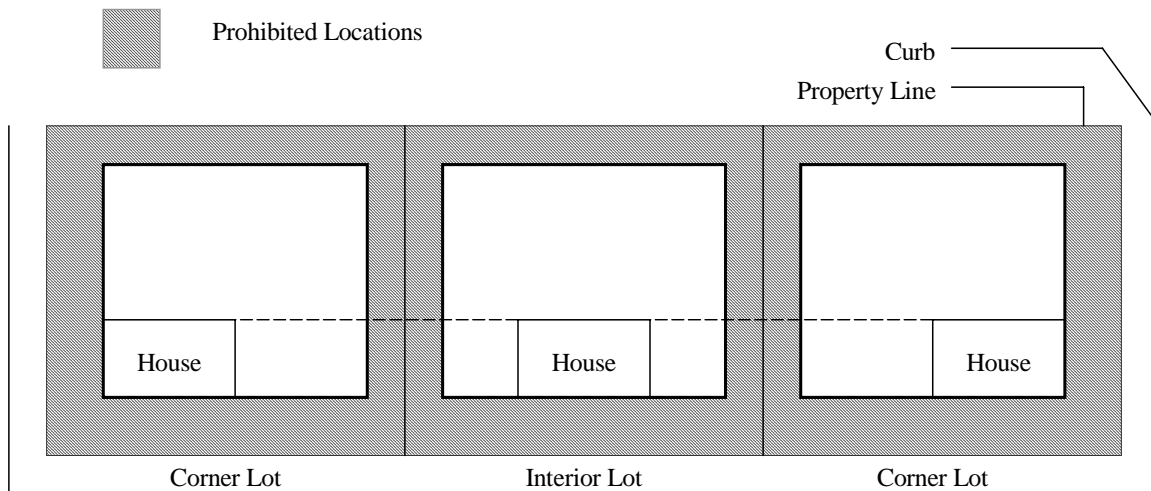 Prohibited Locations
Curb
Property Line
House
House
House
Corner Lot
Interior Lot
Corner Lot